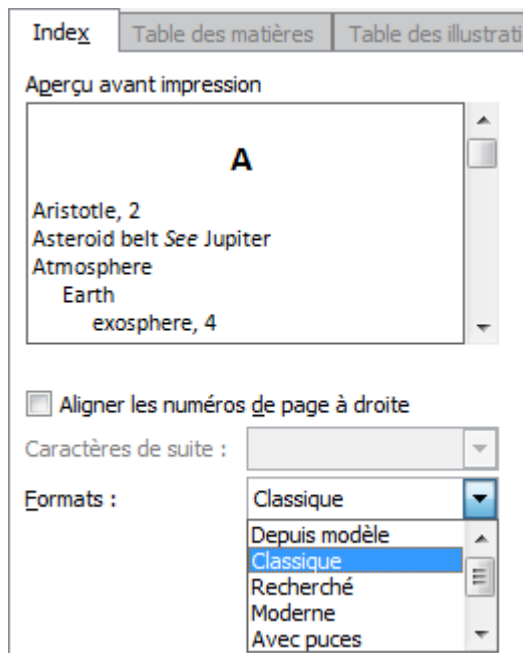 Index Table des matières Table des illustrati
Aperçu avant impression
A
Aristotle, 2
Asteroid belt See Jupiter
Atmosphere
Earth
exosphere, 4
Aligner les numéros de page à droite
Caractères de suite :
Formats : Classique
Depuis modèle
Classique
Recherché
Moderne
Avec puces